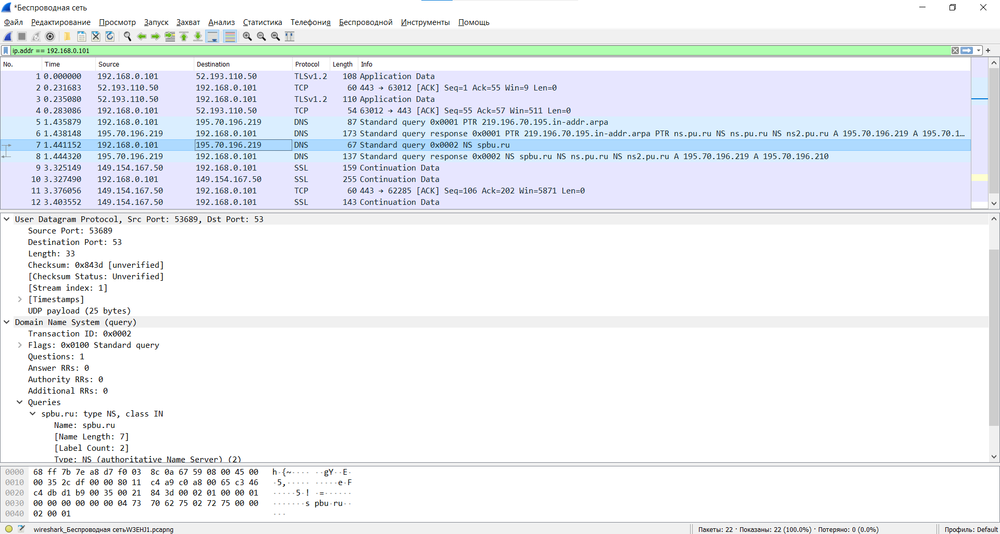 *Беспроводная сеть
Файл Редактирование Просмотр Запуск Захват Анализ Статистика Телефония Беспроводной Инструменты Помощь
ip.addr == 192.168.0.101
No. Time Source Destination Protocol Length Info
1 0.000000 192.168.0.101 52.193.110.50 TLSv1.2 108 Application Data
2 0.231683 52.193.110.50 192.168.0.101 TCP 60 443 → 63012 [ACK] Seq=1 Ack=55 Win=9 Len=0
3 0.235080 52.193.110.50 192.168.0.101 TLSv1.2 110 Application Data
4 0.283086 192.168.0.101 52.193.110.50 TCP 54 63012 → 443 [ACK] Seq=55 Ack=57 Win=511 Len=0
5 1.435879 192.168.0.101 195.70.196.219 DNS 87 Standard query 0x0001 PTR 219.196.70.195.in-addr.arpa
6 1.438148 195.70.196.219 192.168.0.101 DNS 173 Standard query response 0x0001 PTR 219.196.70.195.in-addr.arpa PTR ns.pu.ru NS ns.pu.ru NS ns2.pu.ru A 195.70.196.219 A 195.70.1…
7 1.441152 192.168.0.101 195.70.196.219 DNS 67 Standard query 0x0002 NS spbu.ru
8 1.444320 195.70.196.219 192.168.0.101 DNS 137 Standard query response 0x0002 NS spbu.ru NS ns.pu.ru NS ns2.pu.ru A 195.70.196.219 A 195.70.196.210
9 3.325149 149.154.167.50 192.168.0.101 SSL 159 Continuation Data
10 3.327490 192.168.0.101 149.154.167.50 SSL 255 Continuation Data
11 3.376056 149.154.167.50 192.168.0.101 TCP 60 443 → 62285 [ACK] Seq=106 Ack=202 Win=5871 Len=0
12 3.403552 149.154.167.50 192.168.0.101 SSL 143 Continuation Data
User Datagram Protocol, Src Port: 53689, Dst Port: 53
Source Port: 53689
Destination Port: 53
Length: 33
Checksum: 0x843d [unverified]
[Checksum Status: Unverified]
[Stream index: 1]
[Timestamps]
UDP payload (25 bytes)
Domain Name System (query)
Transaction ID: 0x0002
Flags: 0x0100 Standard query
Questions: 1
Answer RRs: 0
Authority RRs: 0
Additional RRs: 0
Queries
spbu.ru: type NS, class IN
Name: spbu.ru
[Name Length: 7]
[Label Count: 2]
Type: NS (authoritative Name Server) (2)
0000 68 ff 7b 7e a8 d7 f0 03 8c 0a 67 59 08 00 45 00 h·{~···· ··gY··E·
0010 00 35 2c df 00 00 80 11 c4 a9 c0 a8 00 65 c3 46 ·5,····· ·····e·F
0020 c4 db d1 b9 00 35 00 21 84 3d 00 02 01 00 00 01 ·····5·! ·=······
0030 00 00 00 00 00 00 04 73 70 62 75 02 72 75 00 00 ·······s pbu·ru··
0040 02 00 01 ···
wireshark_Беспроводная сетьW3EHJ1.pcapng Пакеты: 22 · Показаны: 22 (100.0%) · Потеряно: 0 (0.0%) Профиль: Default